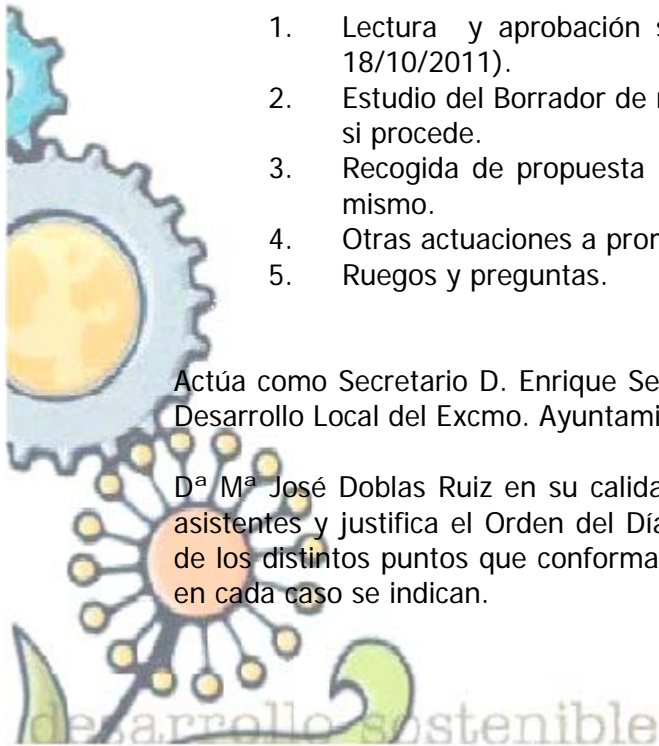 1. Lectura y aprobación s
18/10/2011).
2. Estudio del Borrador de
si procede.
3. Recogida de propuesta
mismo.
4. Otras actuaciones a
5. Ruegos y preguntas.
Actúa como Secretario D. Enrique Se
Desarrollo Local del Excmo. Ayuntami
Dª Mª José Doblas Ruiz en su calida
asistentes y justifica el Orden del Día
de los distintos puntos que conforma
en cada caso se indican.
desarrollo sostenible